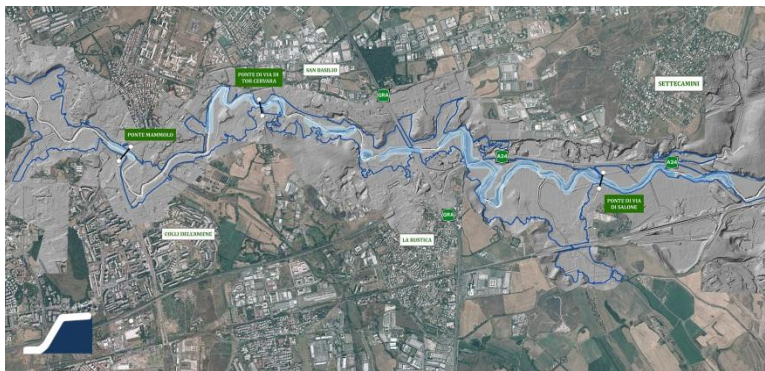 SAN BASILIO
PONTE DI VIA DI
TOR CERVARA
SETTECAMINI
GRA
PONTE MAMMOLO
A24
A24
PONTE DI VIA
DI SALONE
GRA
COLLI DELL'ANIENE
LA RUSTICA